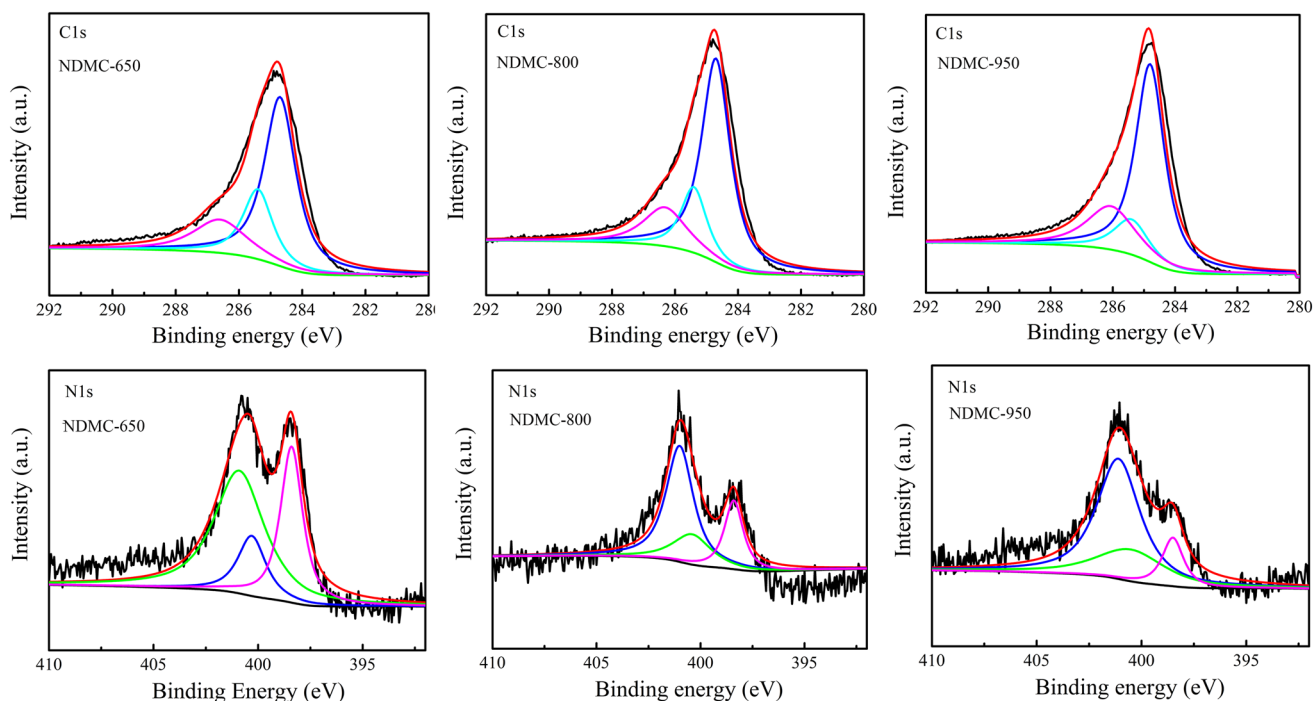 C1s
NDMC-650
Intensity (a.u.)
292 290 288 286 284 282
Binding energy (eV)
C1s
NDMC-800
Intensity (a.u.)
292 290 288 286 284 282 280
Binding energy (eV)
C1s
NDMC-950
Intensity (a.u.)
292 290 288 286 284 282 280
Binding energy (eV)
N1s
NDMC-650
Intensity (a.u.)
410 405 400 395
Binding Energy (eV)
N1s
NDMC-800
Intensity (a.u.)
410 405 400 395
Binding energy (eV)
N1s
NDMC-950
Intensity (a.u.)
410 405 400 395
Binding energy (eV)